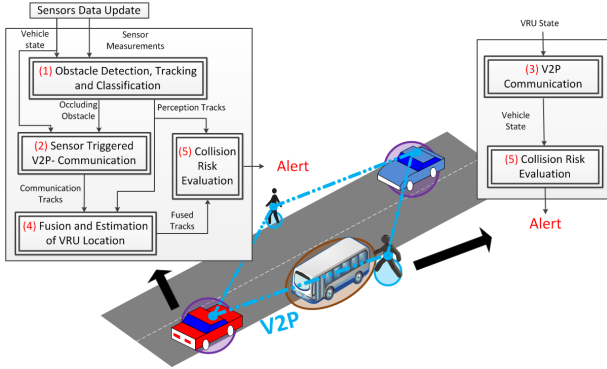 Sensors Data Update
Vehicle
state
Sensor
Measurements
(1) Obstacle Detection, Tracking
and Classification
Occluding
Obstacle
Perception Tracks
(2) Sensor Triggered
V2P- Communication
(5) Collision
Risk
Evaluation
Alert
Communication
Tracks
(4) Fusion and Estimation
of VRU Location
Fused
Tracks
V2P
VRU State
(3) V2P
Communication
Vehicle
State
(5) Collision Risk
Evaluation
Alert